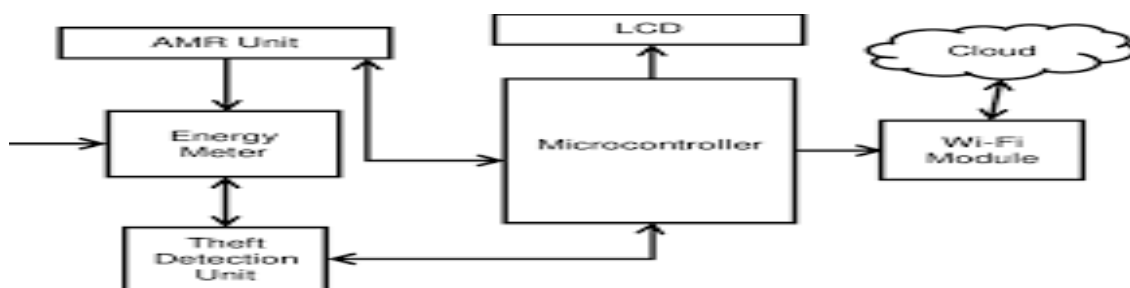 AMR Unit
LCD
Cloud
Energy
Meter
Microcontroller
Wi-Fi
Module
Theft
Detection
Unit